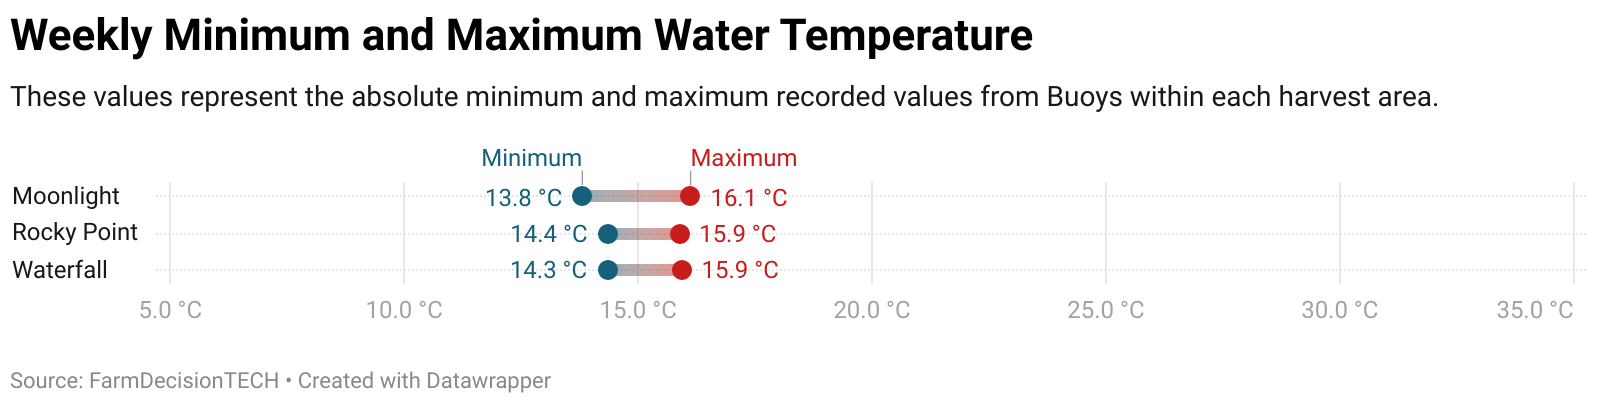 Weekly Minimum and Maximum Water Temperature
These values represent the absolute minimum and maximum recorded values from Buoys within each harvest area.
Minimum Maximum
Moonlight 13.8 °C 16.1 °C
Rocky Point 14.4 °C 15.9 °C
Waterfall 14.3 °C 15.9 °C
5.0 °C 10.0 °C 15.0 °C 20.0 °C 25.0 °C 30.0 °C 35.0 °C
Source: FarmDecisionTECH • Created with Datawrapper